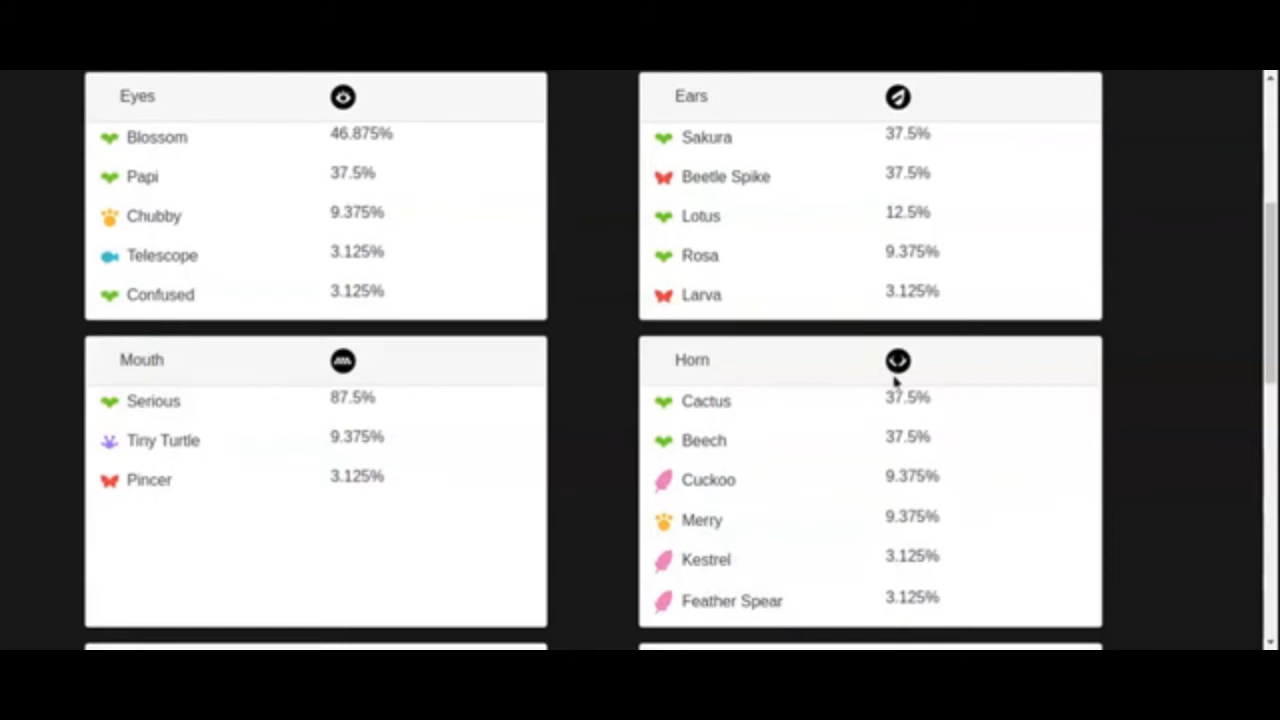 Eyes
Blossom 46.875%
Papi 37.5%
Chubby 9.375%
Telescope 3.125%
Confused 3.125%
Ears
Sakura 37.5%
Beetle Spike 37.5%
Lotus 12.5%
Rosa 9.375%
Larva 3.125%
Mouth
Serious 87.5%
Tiny Turtle 9.375%
Pincer 3.125%
Horn
Cactus 37.5%
Beech 37.5%
Cuckoo 9.375%
Merry 9.375%
Kestrel 3.125%
Feather Spear 3.125%